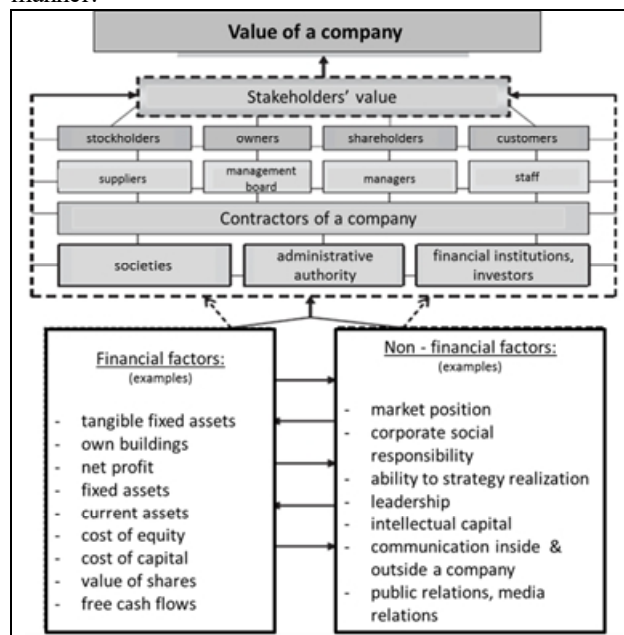 manner.
Value of a company
Stakeholders' value
stockholders owners shareholders customers
suppliers management board managers staff
Contractors of a company
societies administrative authority financial institutions, investors
Financial factors:
(examples)
- tangible fixed assets
- own buildings
- net profit
- fixed assets
- current assets
- cost of equity
- cost of capital
- value of shares
- free cash flows
Non - financial factors:
(examples)
- market position
- corporate social
responsibility
- ability to strategy realization
- leadership
- intellectual capital
- communication inside &
outside a company
- public relations, media
relations